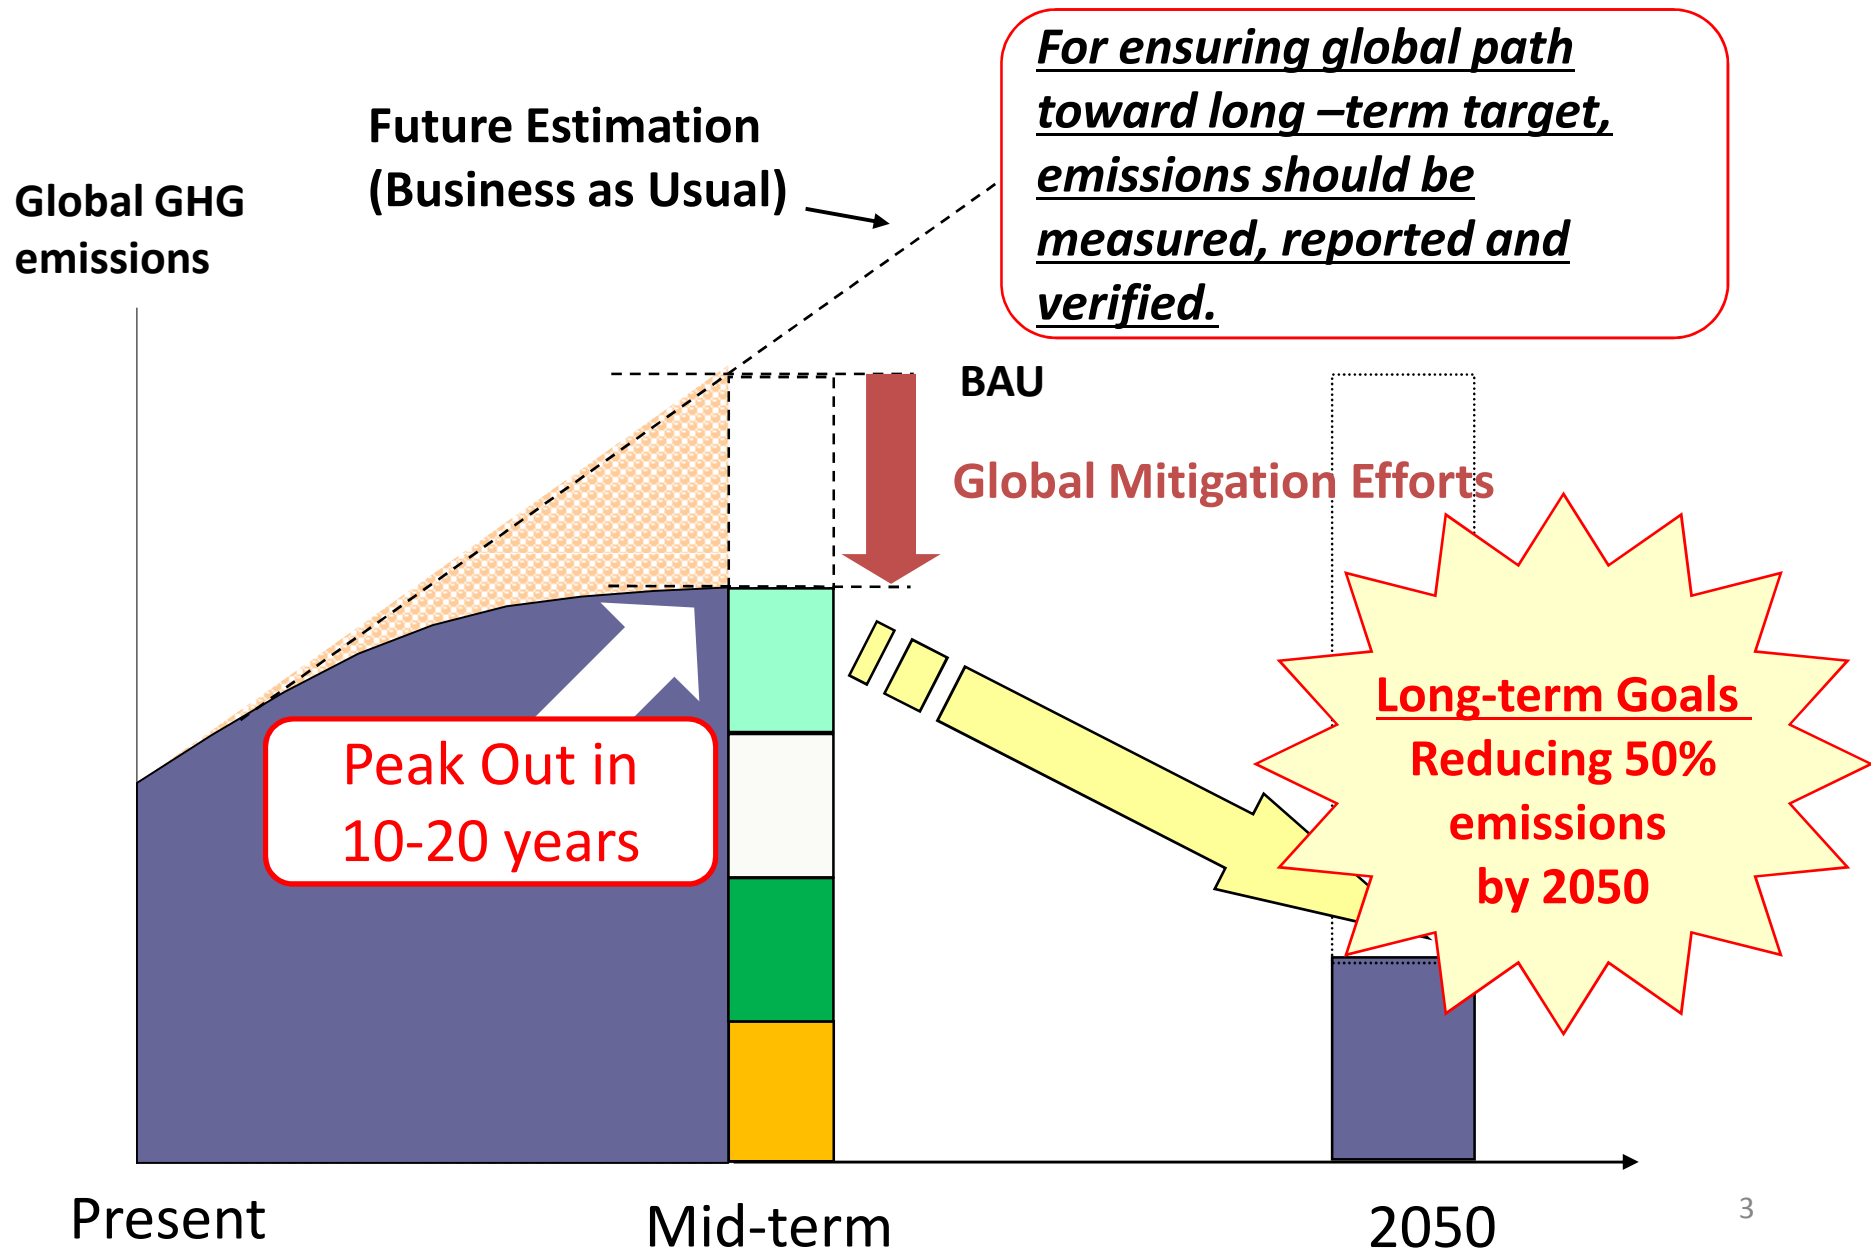 For ensuring global path
toward long –term target,
emissions should be
measured, reported and
verified.
Future Estimation
(Business as Usual)
Global GHG
emissions
BAU
Global Mitigation Efforts
Long-term Goals
Reducing 50%
emissions
by 2050
Peak Out in
10-20 years
Present
Mid-term
2050
3